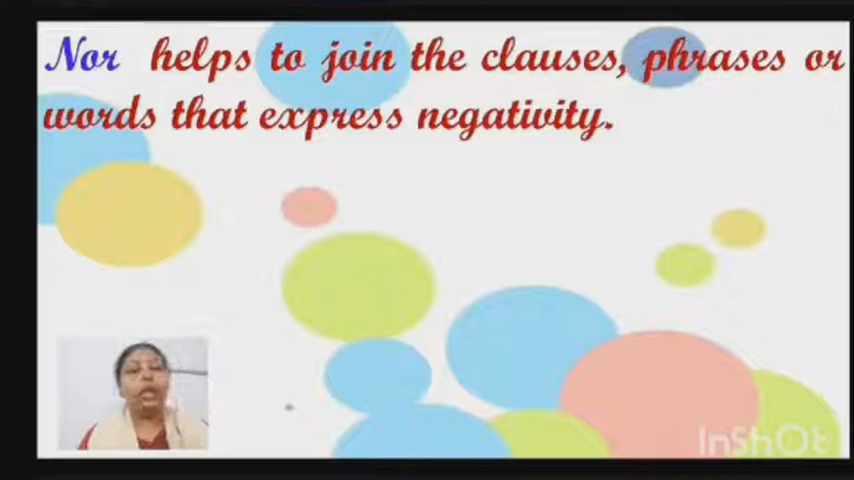 Nor helps to join the clauses, phrases or
words that express negativity.
InShOt